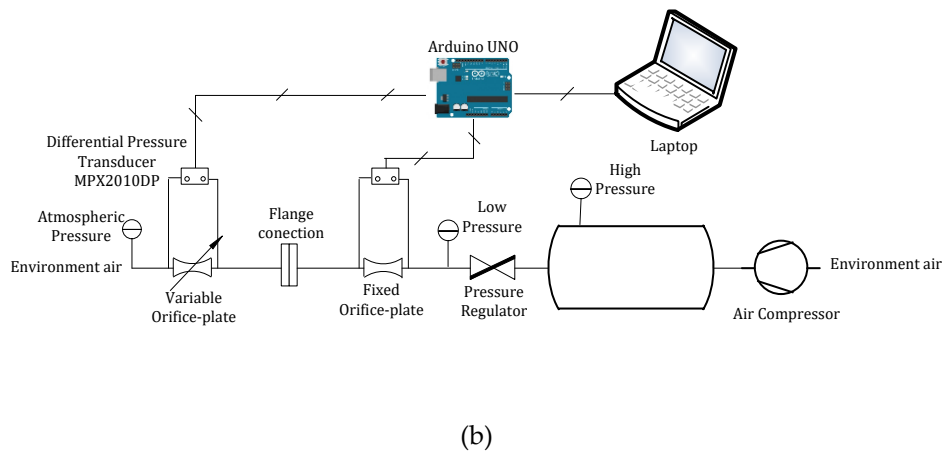 Arduino UNO
Laptop
Differential Pressure
Transducer
MPX2010DP
High
Pressure
Atmospheric
Pressure
Flange
conection
Low
Pressure
Environment air
Environment air
Variable
Orifice-plate
Fixed
Orifice-plate
Pressure
Regulator
Air Compressor
(b)